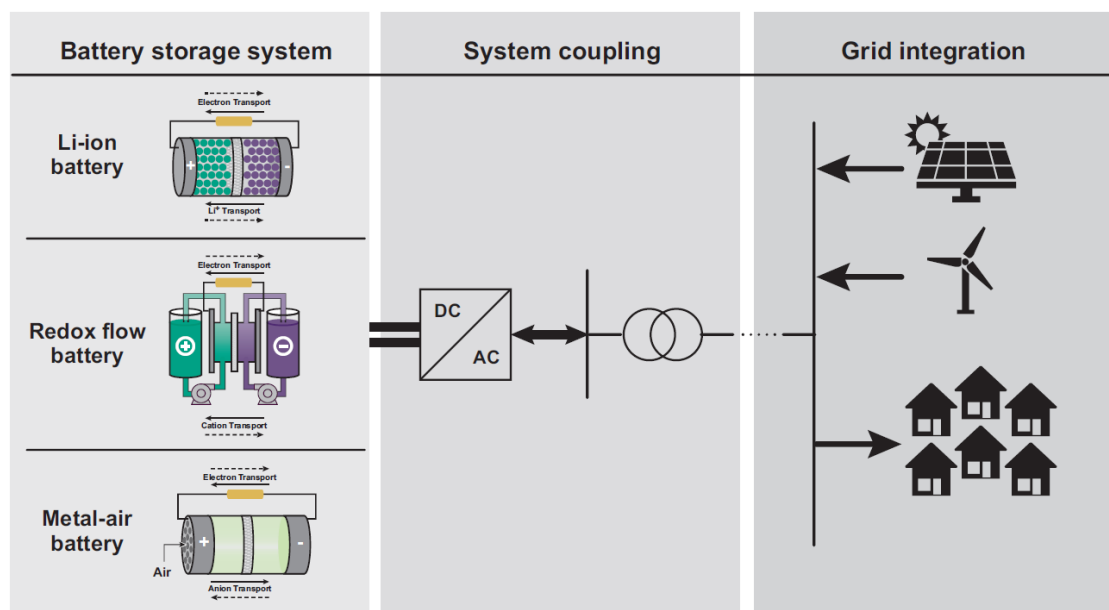 Battery storage system
System coupling
Grid integration
Electron Transport
Li-ion
battery
+
-
Li+ Transport
Electron Transport
Redox flow
battery
+
-
Cation Transport
DC
AC
Electron Transport
Metal-air
battery
+
-
Air
Anion Transport